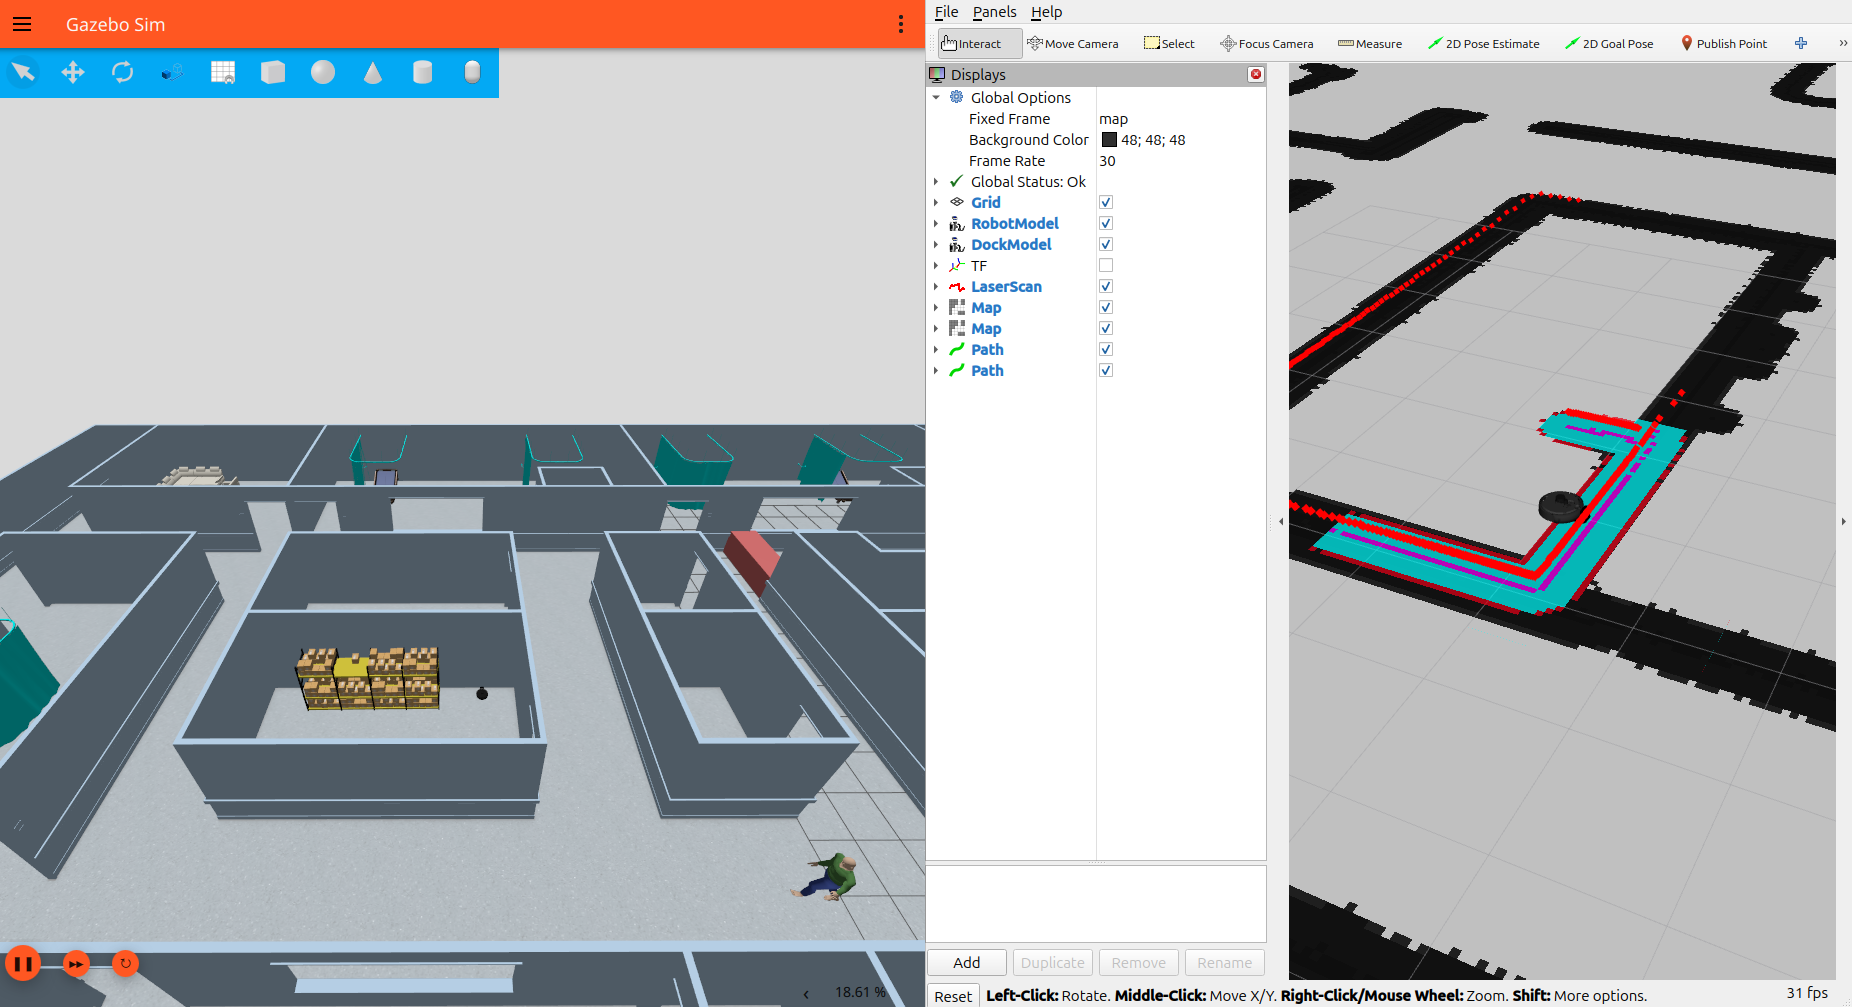 Gazebo Sim
18.61 %
File Panels Help
Interact Move Camera Select Focus Camera Measure 2D Pose Estimate 2D Goal Pose Publish Point »
Displays
Global Options
Fixed Frame map
Background Color 48; 48; 48
Frame Rate 30
Global Status: Ok
Grid
RobotModel
DockModel
TF
LaserScan
Map
Map
Path
Path
Add Duplicate Remove Rename
Reset Left-Click: Rotate. Middle-Click: Move X/Y. Right-Click/Mouse Wheel: Zoom. Shift: More options. 31 fps